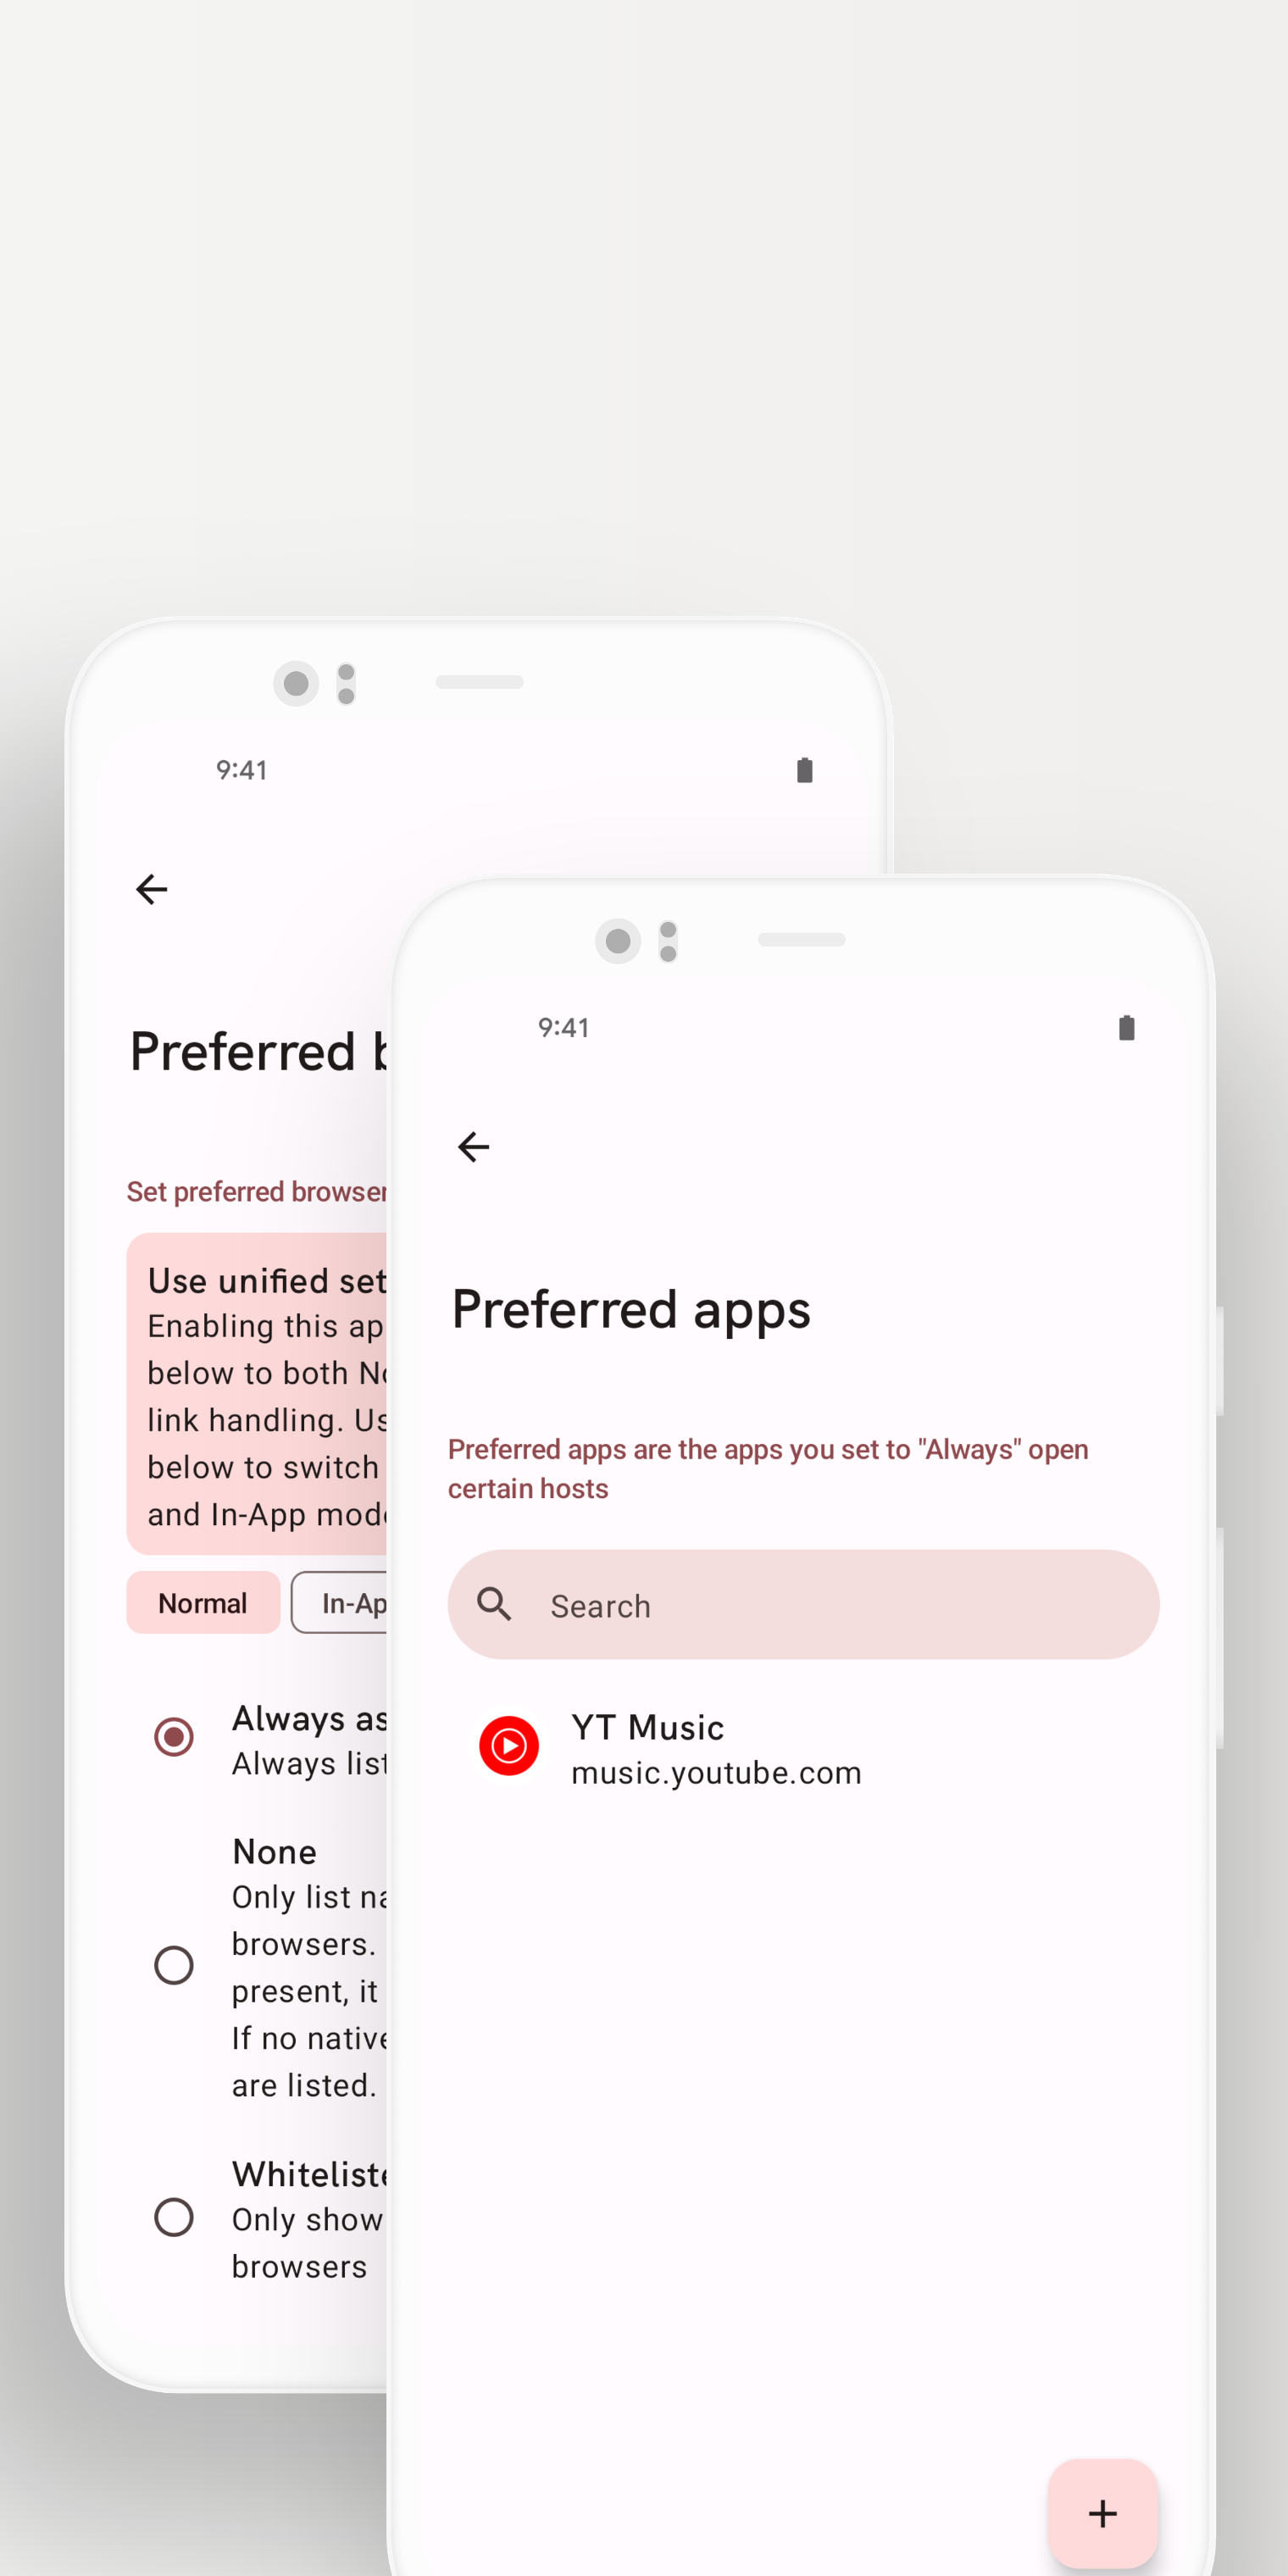 9:41
Preferred
Set preferred browser
Use unified set
Enabling this ap
below to both No
link handling. Us
below to switch
and In-App mode
Normal
In-Ap
Always as
Always list
None
Only list na
browsers.
present, it
If no native
are listed.
Whiteliste
Only show
browsers
9:41
Preferred apps
Preferred apps are the apps you set to "Always" open
certain hosts
Search
YT Music
music.youtube.com